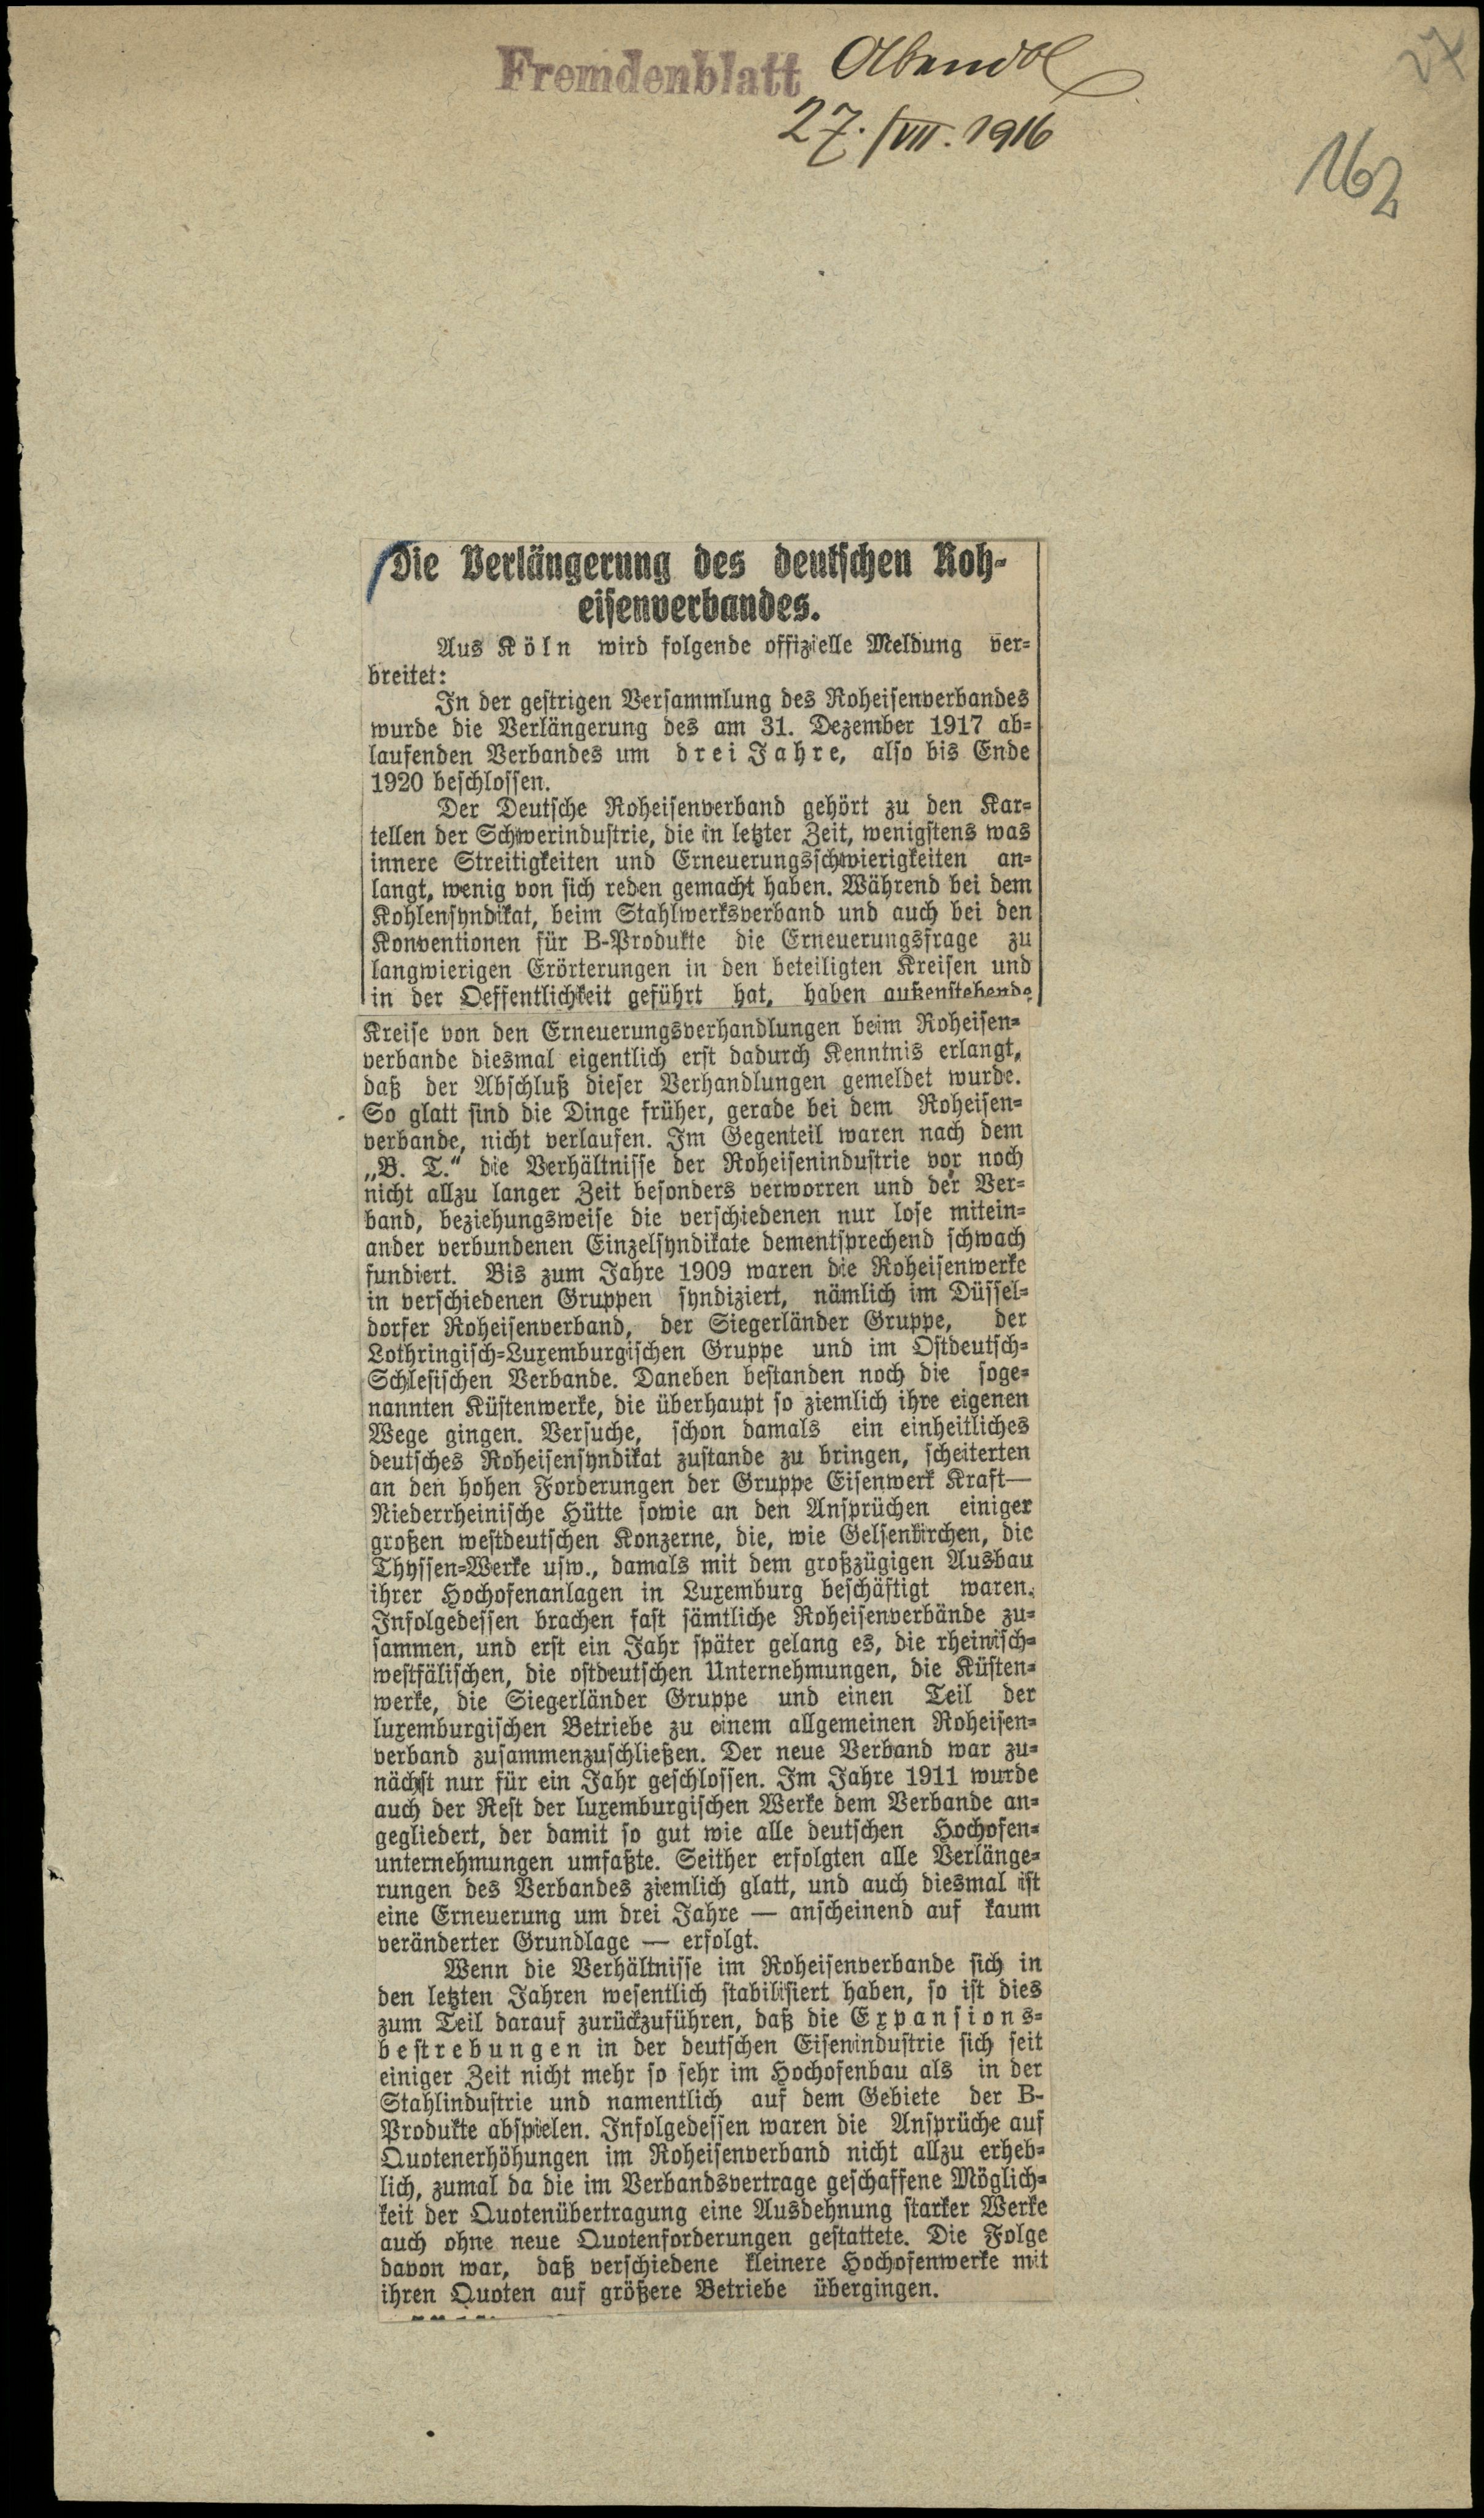 Fremdenblatt Abendbl
27./VII. 1916
27
162
Die Verlängerung des deutschen Roh-
eisenverbandes.
Aus Köln wird folgende offizielle Meldung ver-
breitet:
In der gestrigen Versammlung des Roheisenverbandes
wurde die Verlängerung des am 31. Dezember 1917 ab-
laufenden Verbandes um drei Jahre, also bis Ende
1920 beschlossen.
Der Deutsche Roheisenverband gehört zu den Kar-
tellen der Schwerindustrie, die in letzter Zeit, wenigstens was
innere Streitigkeiten und Erneuerungsschwierigkeiten an-
langt, wenig von sich reden gemacht haben. Während bei dem
Kohlensyndikat, beim Stahlwerksverband und auch bei den
Konventionen für B-Produkte die Erneuerungsfrage zu
langwierigen Erörterungen in den beteiligten Kreisen und
in der Oeffentlichkeit geführt hat, haben außenstehende
Kreise von den Erneuerungsverhandlungen beim Roheisen-
verbande diesmal eigentlich erst dadurch Kenntnis erlangt,
daß der Abschluß dieser Verhandlungen gemeldet wurde.
So glatt sind die Dinge früher, gerade bei dem Roheisen-
verbande, nicht verlaufen. Im Gegenteil waren nach dem
„B. T.“ die Verhältnisse der Roheisenindustrie vor noch
nicht allzu langer Zeit besonders verworren und der Ver-
band, beziehungsweise die verschiedenen nur lose mitein-
ander verbundenen Einzelsyndikate dementsprechend schwach
fundiert. Bis zum Jahre 1909 waren die Roheisenwerke
in verschiedenen Gruppen syndiziert, nämlich im Düssel-
dorfer Roheisenverband, der Siegerländer Gruppe, der
Lothringisch-Luxemburgischen Gruppe und im Ostdeutsch-
Schlesischen Verbande. Daneben bestanden noch die soge-
nannten Küstenwerke, die überhaupt so ziemlich ihre eigenen
Wege gingen. Versuche, schon damals ein einheitliches
deutsches Roheisensyndikat zustande zu bringen, scheiterten
an den hohen Forderungen der Gruppe Eisenwerk Kraft—
Niederrheinische Hütte sowie an den Ansprüchen einiger
großen westdeutschen Konzerne, die, wie Gelsenkirchen, die
Thyssen-Werke usw., damals mit dem großzügigen Ausbau
ihrer Hochofenanlagen in Luxemburg beschäftigt waren.
Infolgedessen brachen fast sämtliche Roheisenverbände zu-
sammen, und erst ein Jahr später gelang es, die rheinisch-
westfälischen, die ostdeutschen Unternehmungen, die Küsten-
werke, die Siegerländer Gruppe und einen Teil der
luxemburgischen Betriebe zu einem allgemeinen Roheisen-
verband zusammenzuschließen. Der neue Verband war zu-
nächst nur für ein Jahr geschlossen. Im Jahre 1911 wurde
auch der Rest der luxemburgischen Werke dem Verbande an-
gegliedert, der damit so gut wie alle deutschen Hochofen-
unternehmungen umfaßte. Seither erfolgten alle Verlänge-
rungen des Verbandes ziemlich glatt, und auch diesmal ist
eine Erneuerung um drei Jahre — anscheinend auf kaum
veränderter Grundlage — erfolgt.
Wenn die Verhältnisse im Roheisenverbande sich in
den letzten Jahren wesentlich stabilisiert haben, so ist dies
zum Teil darauf zurückzuführen, daß die Expansions-
bestrebungen in der deutschen Eisenindustrie sich seit
einiger Zeit nicht mehr so sehr im Hochofenbau als in der
Stahlindustrie und namentlich auf dem Gebiete der B-
Produkte abspielen. Infolgedessen waren die Ansprüche auf
Quotenerhöhungen im Roheisenverband nicht allzu erheb-
lich, zumal da die im Verbandsvertrage geschaffene Möglich-
keit der Quotenübertragung eine Ausdehnung starker Werke
auch ohne neue Quotenforderungen gestattete. Die Folge
davon war, daß verschiedene kleinere Hochofenwerke mit
ihren Quoten auf größere Betriebe übergingen.